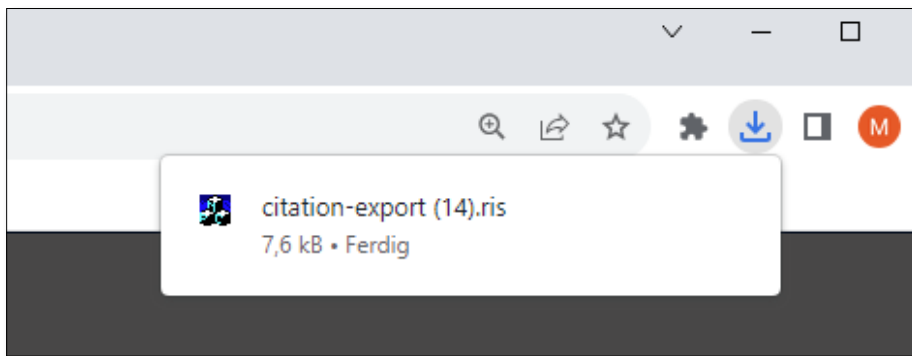 M
citation-export (14).ris
7,6 kB • Ferdig